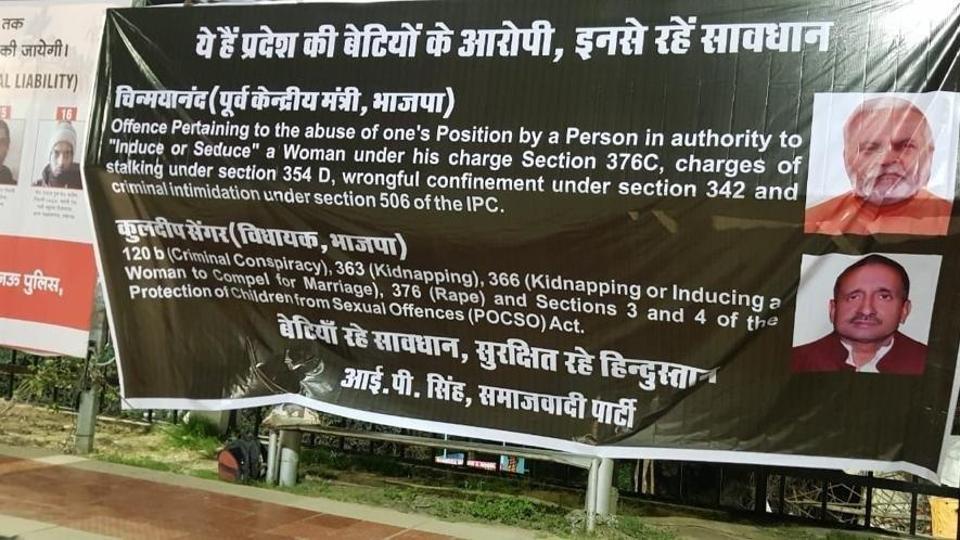 तक
की जायेगी।
AL LIABILITY)
16
जऊ पुलिस,
ये हैं प्रदेश की बेटियों के आरोपी, इनसे रहें सावधान
चिन्मयानंद (पूर्व केन्द्रीय मंत्री, भाजपा)
Offence Pertaining to the abuse of one's Position by a Person in authority to
"Induce or Seduce" a Woman under his charge Section 376C, charges of
stalking under section 354 D, wrongful confinement under section 342 and
criminal intimidation under section 506 of the IPC.
कुलदीप सेंगर (विधायक, भाजपा)
120 b (Criminal Conspiracy), 363 (Kidnapping), 366 (Kidnapping or Inducing a
Woman to Compel for Marriage), 376 (Rape) and Sections 3 and 4 of the
Protection of Children from Sexual Offences (POCSO) Act.
बेटियाँ रहे सावधान, सुरक्षित रहे हिन्दुस्तान
आई.पी. सिंह, समाजवादी पार्टी